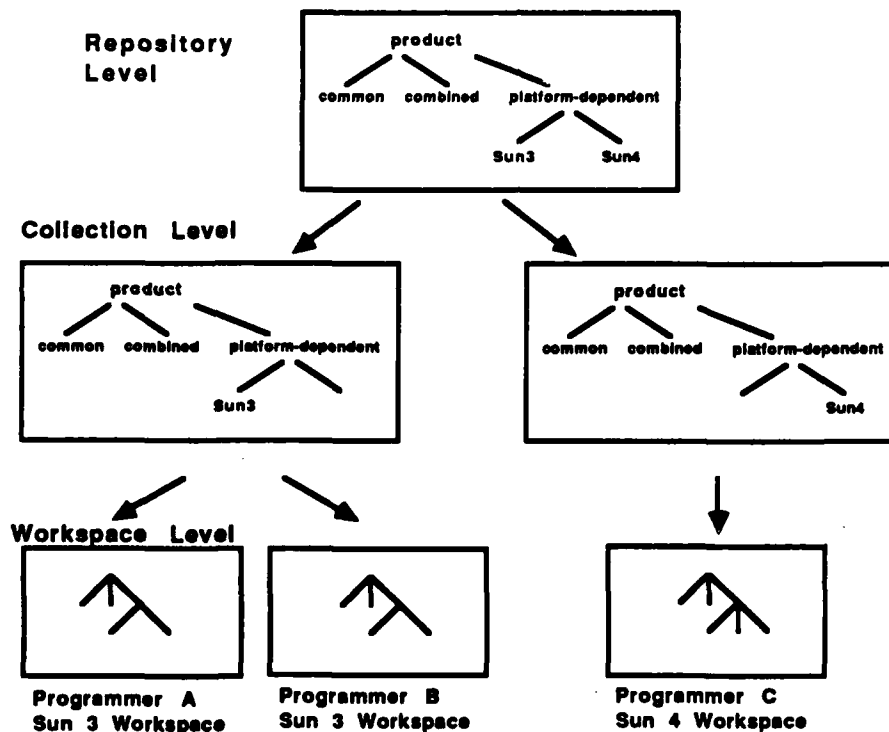 Repository
Level
product
common combined platform-dependent
Sun3 Sun4
Collection Level
product
common combined platform-dependent
Sun3
product
common combined platform-dependent
Sun4
Workspace Level
Programmer A
Sun 3 Workspace
Programmer B
Sun 3 Workspace
Programmer C
Sun 4 Workspace